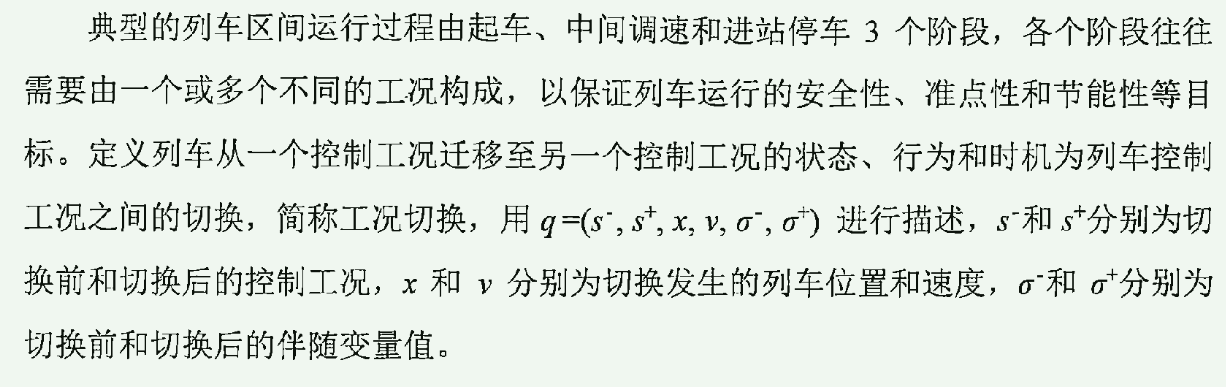 典型的列车区间运行过程由起车、中间调速和进站停车 3 个阶段，各个阶段往往
需要由一个或多个不同的工况构成，以保证列车运行的安全性、准点性和节能性等目
标。定义列车从一个控制工况迁移至另一个控制工况的状态、行为和时机为列车控制
工况之间的切换，简称工况切换，用 q =(s⁻, s⁺, x, v, σ⁻, σ⁺) 进行描述，s⁻和 s⁺分别为切
换前和切换后的控制工况，x 和 v 分别为切换发生的列车位置和速度，σ⁻和 σ⁺分别为
切换前和切换后的伴随变量值。